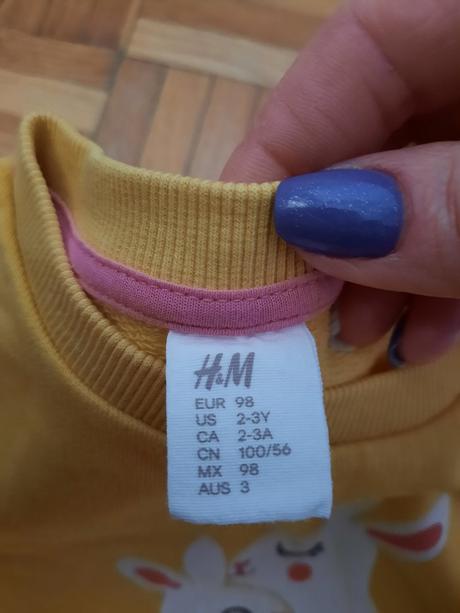 H&M
EUR 98
US 2-3Y
CA 2-3A
CN 100/56
MX 98
AUS 3